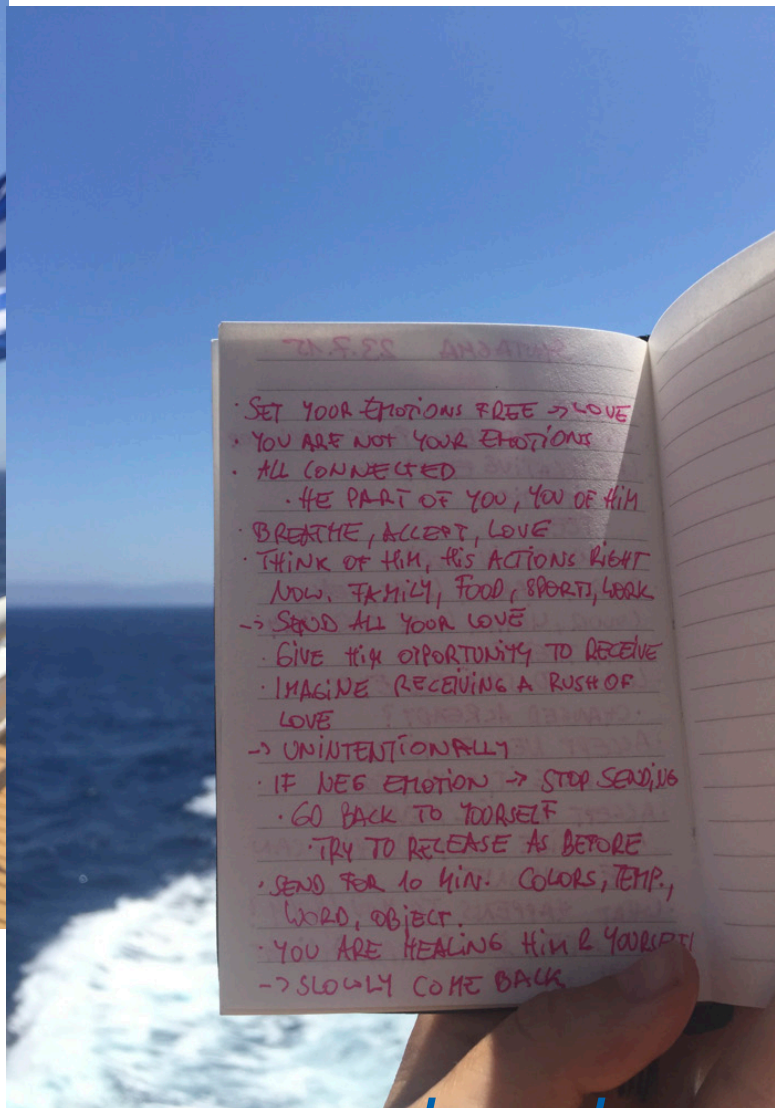 · SET YOUR EMOTIONS FREE -> LOVE
· YOU ARE NOT YOUR EMOTIONS
· ALL CONNECTED
· HE PART OF YOU, YOU OF HIM
· BREATHE, ACCEPT, LOVE
· THINK OF HIM, HIS ACTIONS RIGHT
NOW. FAMILY, FOOD, SPORTS, WORK
-> SEND ALL YOUR LOVE
· GIVE HIM OPPORTUNITY TO RECEIVE
· IMAGINE RECEIVING A RUSH OF
LOVE
-> UNINTENTIONALLY
· IF NEG EMOTION -> STOP SENDING
· GO BACK TO YOURSELF
· TRY TO RELEASE AS BEFORE
· SEND FOR 10 MIN. COLORS, TEMP.,
WORD, OBJECT.
· YOU ARE HEALING HIM & YOURSELF!
-> SLOWLY COME BACK